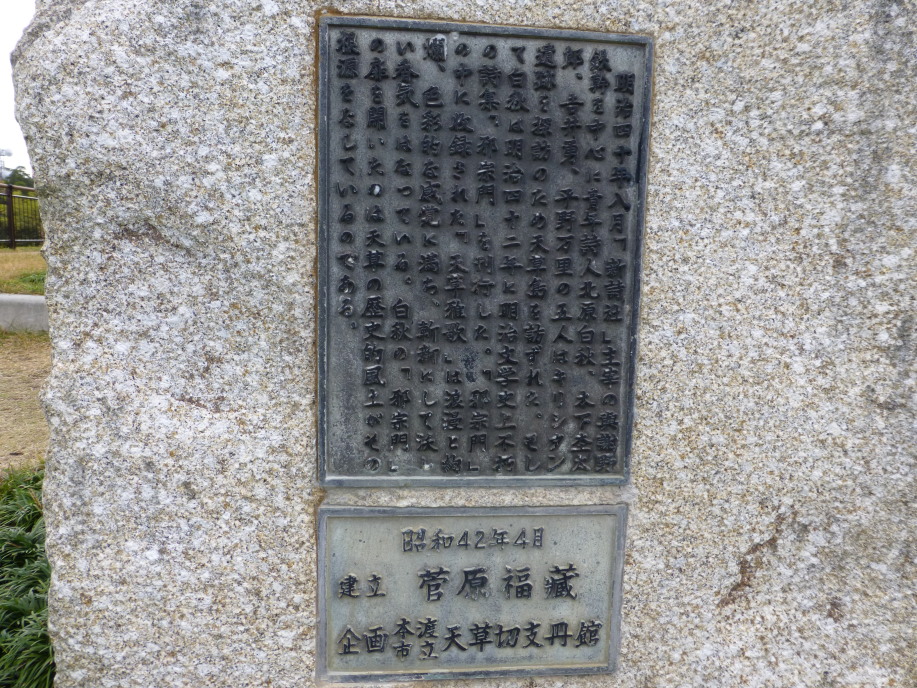 明治四十年八月「新詩社」主宰の與謝野
鉄幹を中心に青年詩人北原白秋、木下杢太
郎、吉井勇、平野万里の五人はキリシタン
遺跡を探訪のため天草島を訪ずれた。そし
て白秋は明治四十二年に明治文学史上不朽
の詩集「邪宗門」を刊行した。「邪宗門」
の中に收録された「天草雅歌」は浪漫と絢
爛、色彩的な感覚に満ち、斬新にして
い香気をはなっている。白秋の「邪宗門」
の扉を開いたのは天草の歴史的風土がその
根源をなしているのである。
昭和42年4月
建立 菅原福藏
企画 本渡市立天草切支丹館